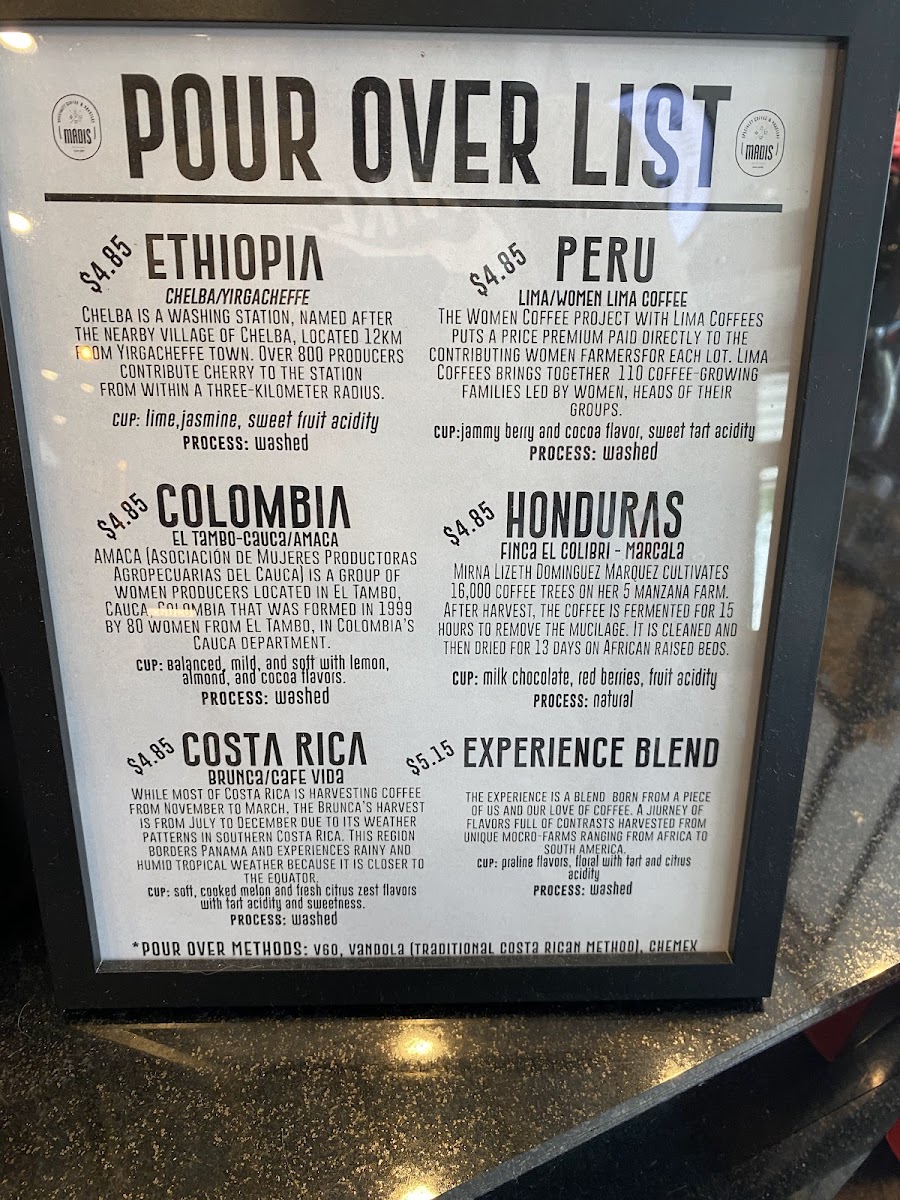 MADIS
POUR OVER LIST
MADIS
$4.85
ETHIOPIA
CHELBA/YIRGACHEFFE
CHELBA IS A WASHING STATION, NAMED AFTER
THE NEARBY VILLAGE OF CHELBA, LOCATED 12KM
FROM YIRGACHEFFE TOWN. OVER 800 PRODUCERS
CONTRIBUTE CHERRY TO THE STATION
FROM WITHIN A THREE-KILOMETER RADIUS.
CUP: lime,jasmine, sweet fruit acidity
PROCESS: washed
$4.85
PERU
LIMA/WOMEN LIMA COFFEE
THE WOMEN COFFEE PROJECT WITH LIMA COFFEES
PUTS A PRICE PREMIUM PAID DIRECTLY TO THE
CONTRIBUTING WOMEN FARMERSFOR EACH LOT. LIMA
COFFEES BRINGS TOGETHER 110 COFFEE-GROWING
FAMILIES LED BY WOMEN, HEADS OF THEIR
GROUPS.
CUP:jammy berry and cocoa flavor, sweet tart acidity
PROCESS: washed
$4.85
COLOMBIA
EL TAMBO-CAUCA/AMACA
AMACA (ASOCIACIÓN DE MUJERES PRODUCTORAS
AGROPECUARIAS DEL CAUCA) IS A GROUP OF
WOMEN PRODUCERS LOCATED IN EL TAMBO,
CAUCA, COLOMBIA THAT WAS FORMED IN 1999
BY 80 WOMEN FROM EL TAMBO, IN COLOMBIA'S
CAUCA DEPARTMENT.
CUP: Balanced, mild, and soft with lemon,
almond, and cocoa flavors.
PROCESS: washed
$4.85
HONDURAS
FINCA EL COLIBRI - MARCALA
MIRNA LIZETH DOMINGUEZ MARQUEZ CULTIVATES
16,000 COFFEE TREES ON HER 5 MANZANA FARM.
AFTER HARVEST, THE COFFEE IS FERMENTED FOR 15
HOURS TO REMOVE THE MUCILAGE. IT IS CLEANED AND
THEN DRIED FOR 13 DAYS ON AFRICAN RAISED BEDS.
CUP: milk chocolate, red berries, fruit acidity
PROCESS: natural
$4.85
COSTA RICA
BRUNCA/CAFE VIDA
WHILE MOST OF COSTA RICA IS HARVESTING COFFEE
FROM NOVEMBER TO MARCH, THE BRUNCA'S HARVEST
IS FROM JULY TO DECEMBER DUE TO ITS WEATHER
PATTERNS IN SOUTHERN COSTA RICA. THIS REGION
BORDERS PANAMA AND EXPERIENCES RAINY AND
HUMID TROPICAL WEATHER BECAUSE IT IS CLOSER TO
THE EQUATOR.
CUP: soft, cooked melon and fresh citrus zest flavors
with tart acidity and sweetness.
PROCESS: washed
$5.15
EXPERIENCE BLEND
THE EXPERIENCE IS A BLEND BORN FROM A PIECE
OF US AND OUR LOVE OF COFFEE. A JIURNEY OF
FLAVORS FULL OF CONTRASTS HARVESTED FROM
UNIQUE MOCRO-FARMS RANGING FROM AFRICA TO
SOUTH AMERICA.
CUP: praline flavors, floral with tart and citrus
acidity
PROCESS: washed
*POUR OVER METHODS: V60, VANDOLA (TRADITIONAL COSTA RICAN METHOD), CHEMEX